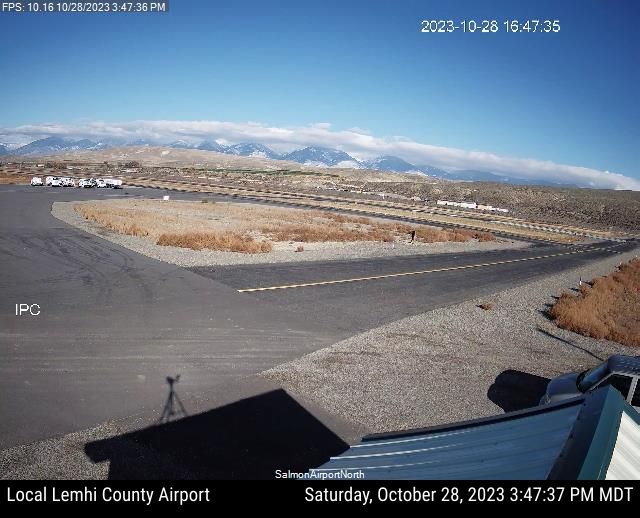 FPS: 10.16 10/28/2023 3:47:36 PM
2023-10-28 16:47:35
IPC
SalmonAirportNorth
Local Lemhi County Airport Saturday, October 28, 2023 3:47:37 PM MDT